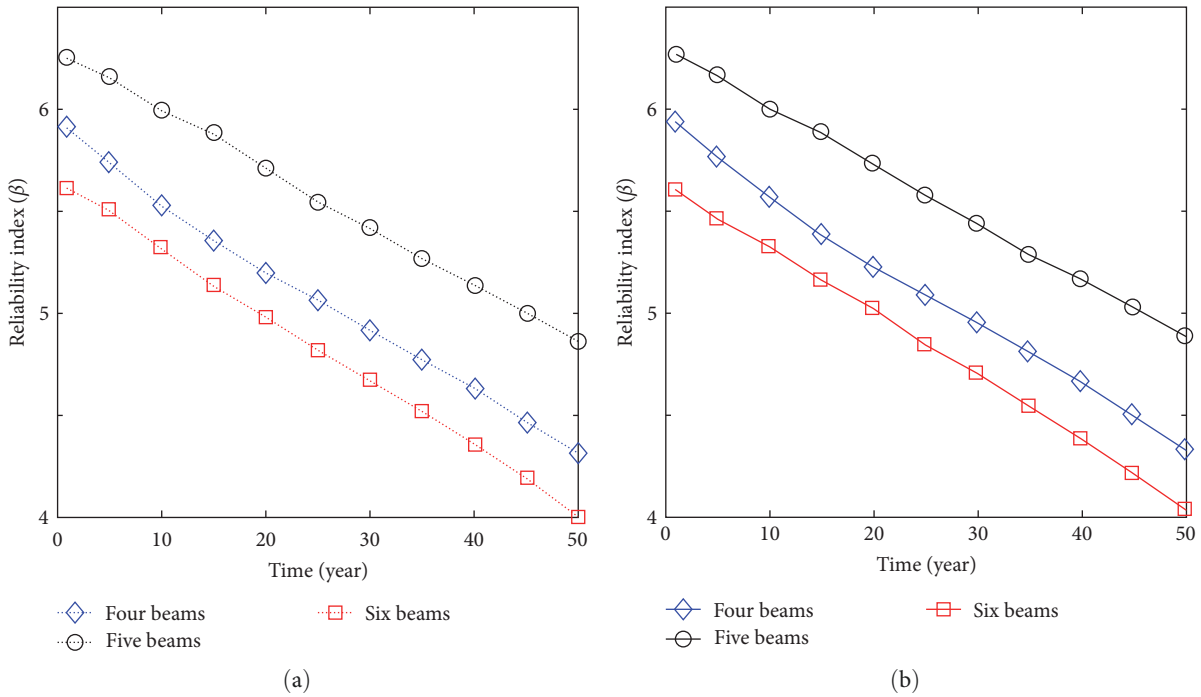 6
5
4
Reliability index (β)
0 10 20 30 40 50
Time (year)
Four beams
Six beams
Five beams
(a)
6
5
4
Reliability index (β)
0 10 20 30 40 50
Time (year)
Four beams
Six beams
Five beams
(b)